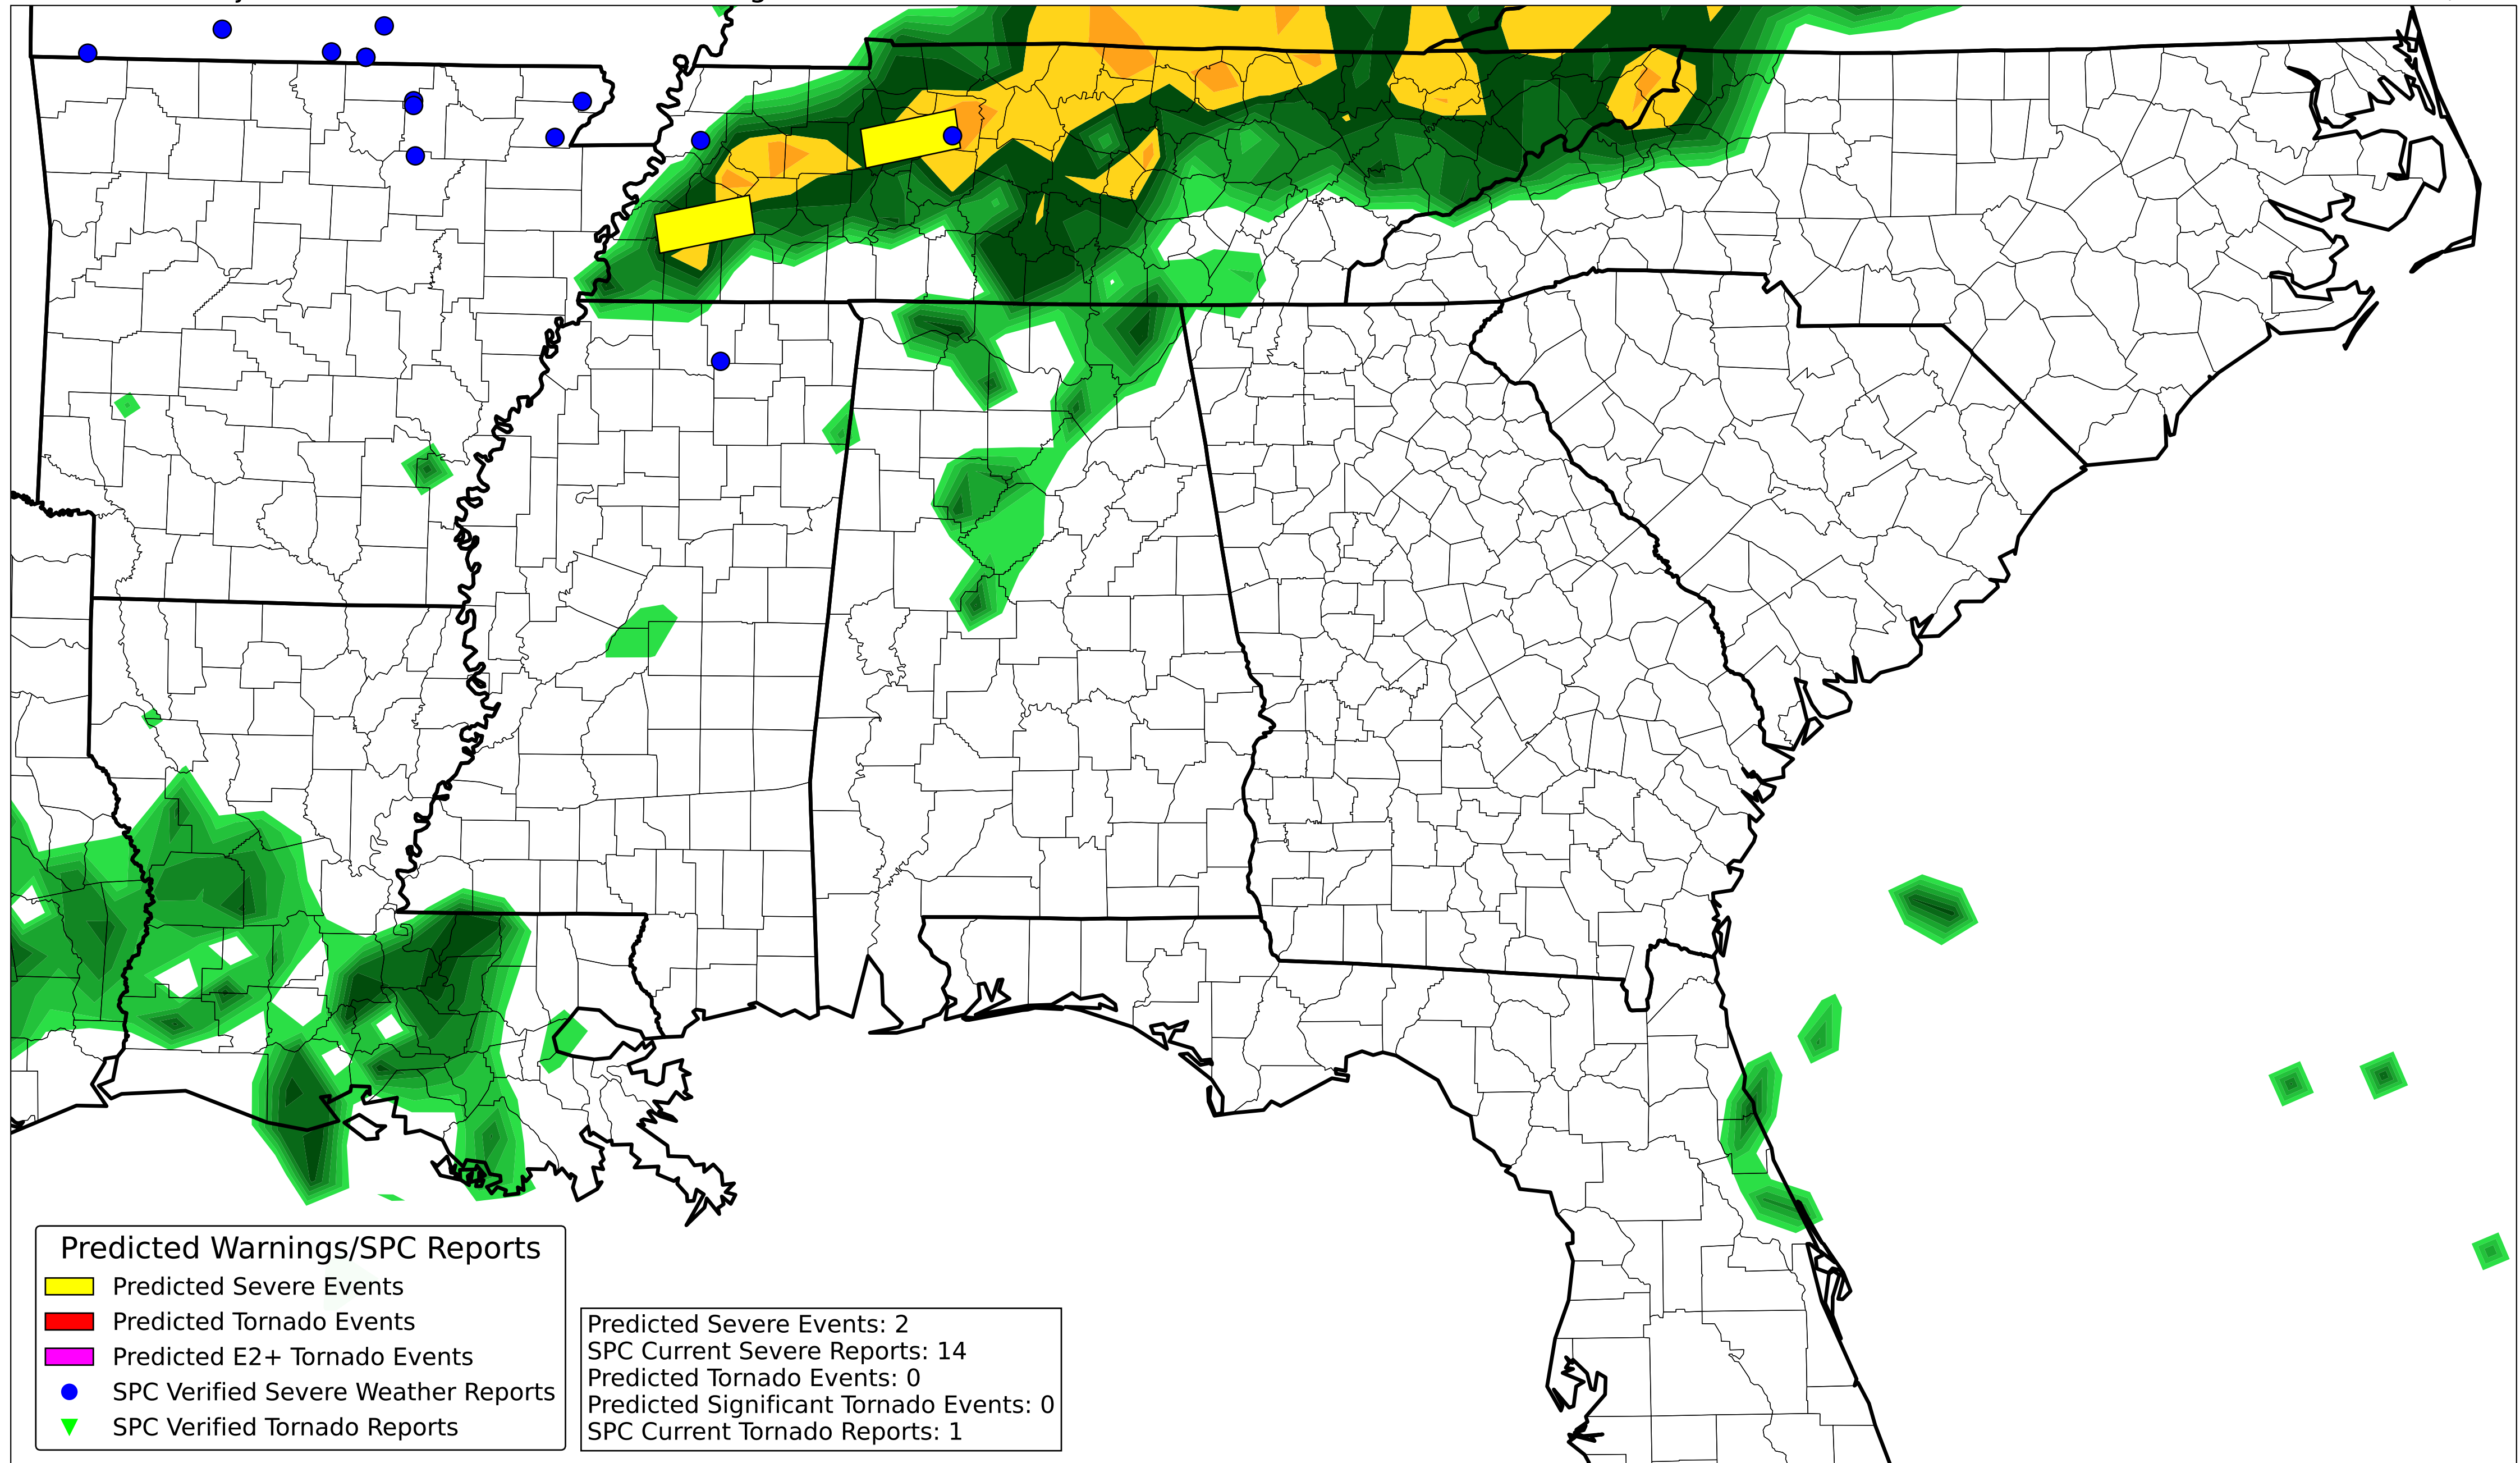 Predicted Warnings/SPC Reports
Predicted Severe Events
Predicted Tornado Events
Predicted E2+ Tornado Events
SPC Verified Severe Weather Reports
SPC Verified Tornado Reports
Predicted Severe Events: 2
SPC Current Severe Reports: 14
Predicted Tornado Events: 0
Predicted Significant Tornado Events: 0
SPC Current Tornado Reports: 1